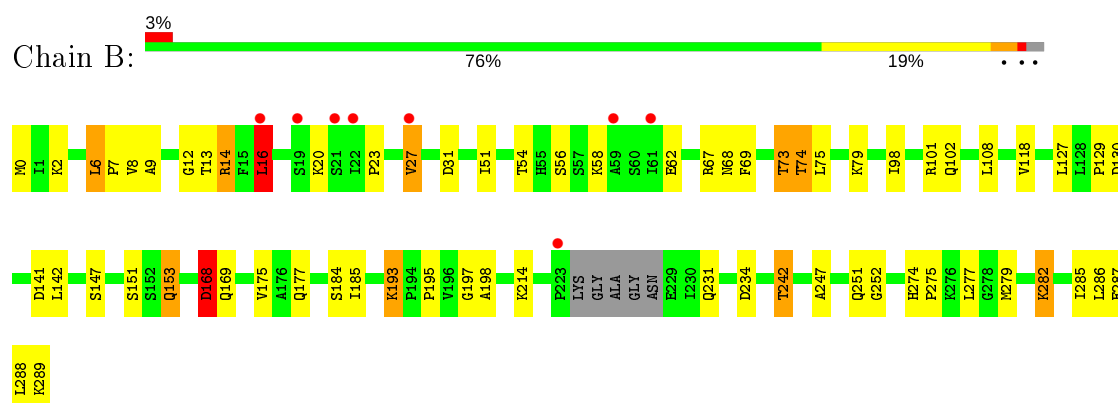 3%
Chain B:
76% 19% • • •
M0 I1 K2 L6 P7 V8 A9 G12 T13 R14 F15 L16 S19 K20 S21 I22 P23 V27 D31 I51 T54 H55 S56 S57 K58 A59 S60 I61 E62 R67 N68 F69 T73 T74 L75 K79 I98 R101 Q102 L108 V118 L127 L128 P129 D130
D141 L142 S147 S151 S152 Q153 D168 Q169 V175 A176 Q177 S184 I185 K193 P194 P195 V196 G197 A198 K214 P223 LYS GLY ALA GLY ASN E229 I230 Q231 D234 T242 A247 Q251 G252 H274 P275 K276 L277 G278 M279 K282 I285 L286
L288 K289